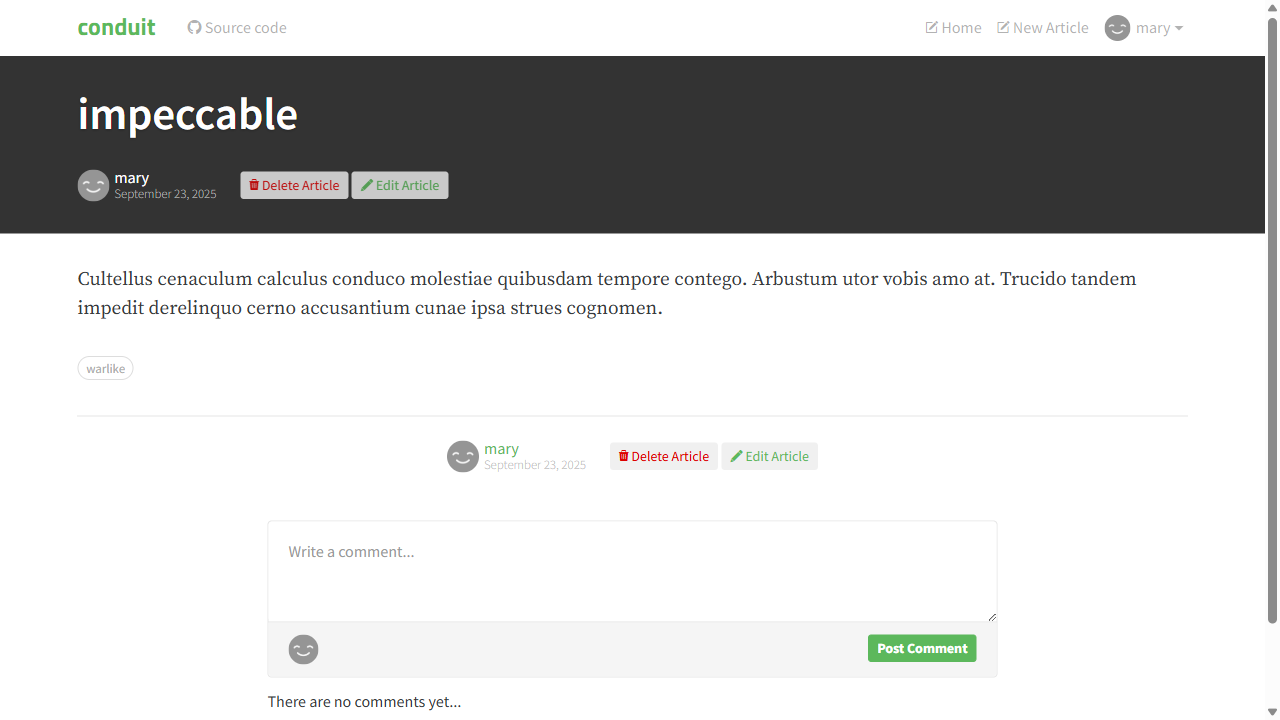 conduit Source code Home New Article mary
impeccable
mary
September 23, 2025
Delete Article Edit Article
Cultellus cenaculum calculus conduco molestiae quibusdam tempore contego. Arbustum utor vobis amo at. Trucido tandem
impedit derelinquo cerno accusantium cunae ipsa strues cognomen.
warlike
mary
September 23, 2025
Delete Article Edit Article
Write a comment...
Post Comment
There are no comments yet...